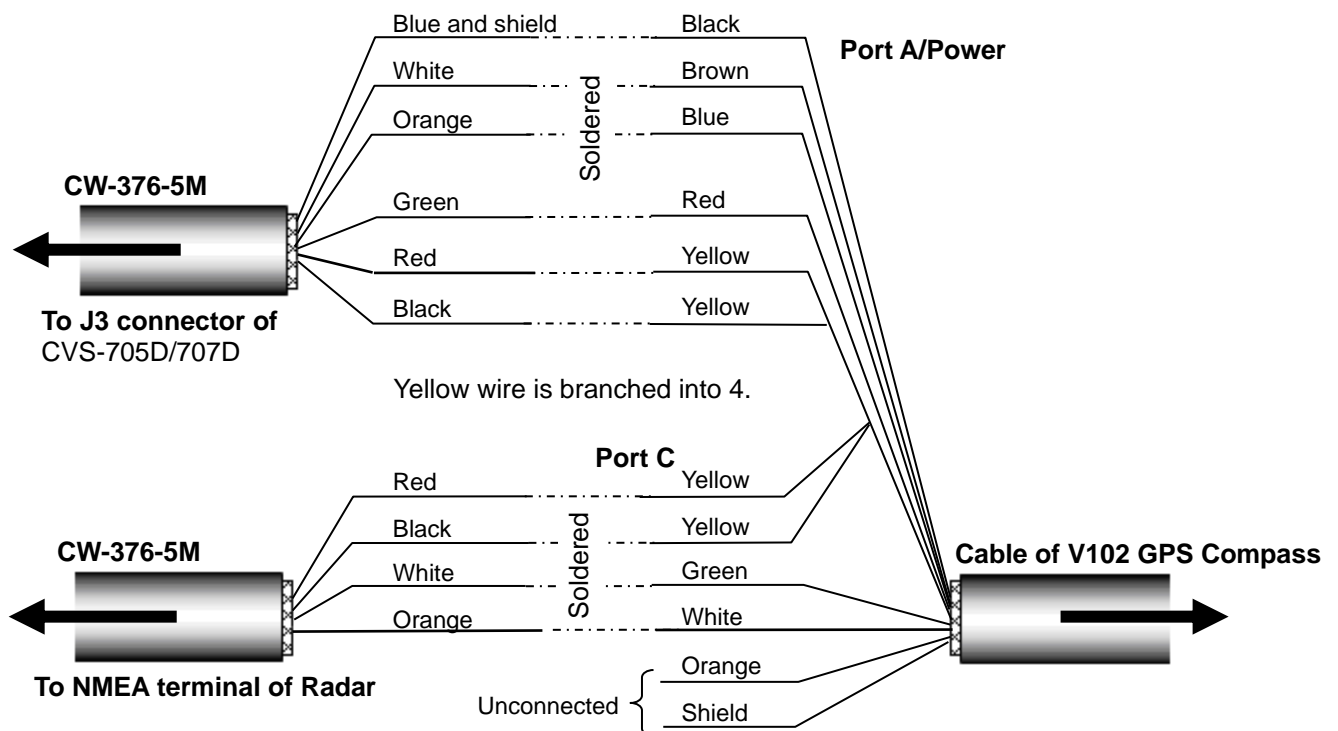 Blue and shield Black
Port A/Power
White Brown
Orange Blue
Soldered
CW-376-5M
Green Red
Red Yellow
Black Yellow
To J3 connector of
CVS-705D/707D
Yellow wire is branched into 4.
Port C
Red Yellow
Black Yellow
Soldered
CW-376-5M
Cable of V102 GPS Compass
White Green
Orange White
To NMEA terminal of Radar
Orange
Unconnected
Shield